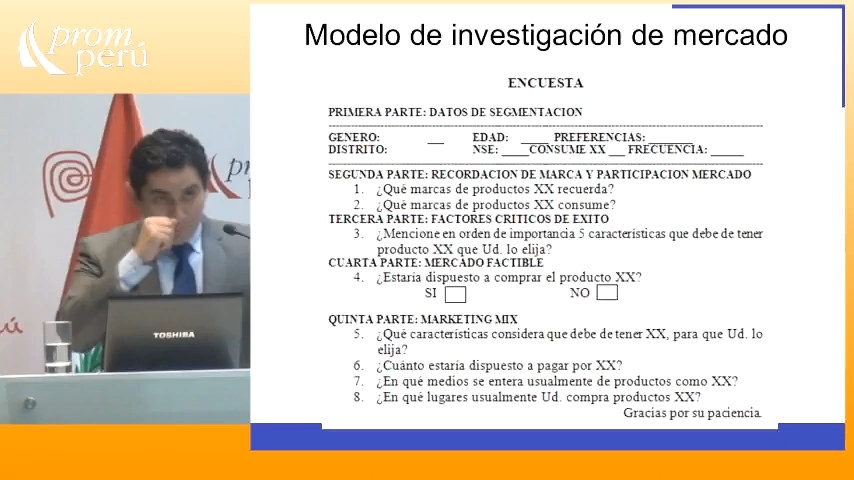 prom
perú
Modelo de investigación de mercado
ENCUESTA
PRIMERA PARTE: DATOS DE SEGMENTACION
GENERO: ___ EDAD: _____ PREFERENCIAS: ________
DISTRITO: NSE: ____ CONSUME XX ___ FRECUENCIA: _____
SEGUNDA PARTE: RECORDACION DE MARCA Y PARTICIPACION MERCADO
1. ¿Qué marcas de productos XX recuerda?
2. ¿Qué marcas de productos XX consume?
TERCERA PARTE: FACTORES CRITICOS DE EXITO
3. ¿Mencione en orden de importancia 5 características que debe de tener
producto XX que Ud. lo elija?
CUARTA PARTE: MERCADO FACTIBLE
4. ¿Estaría dispuesto a comprar el producto XX?
SI NO
QUINTA PARTE: MARKETING MIX
5. ¿Qué características considera que debe de tener XX, para que Ud. lo
elija?
6. ¿Cuánto estaría dispuesto a pagar por XX?
7. ¿En qué medios se entera usualmente de productos como XX?
8. ¿En qué lugares usualmente Ud. compra productos XX?
Gracias por su paciencia.
TOSHIBA